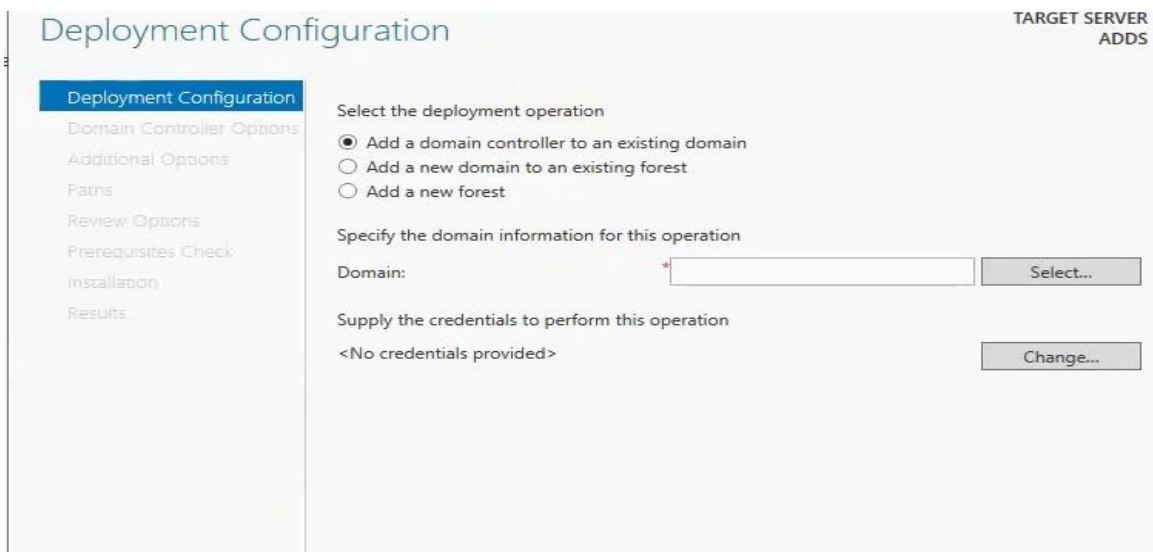 Deployment Configuration
TARGET SERVER
ADDS
Deployment Configuration
Domain Controller Options
Additional Options
Paths
Review Options
Prerequisites Check
Installation
Results
Select the deployment operation
Add a domain controller to an existing domain
Add a new domain to an existing forest
Add a new forest
Specify the domain information for this operation
Domain:
*
Select...
Supply the credentials to perform this operation
<No credentials provided>
Change...